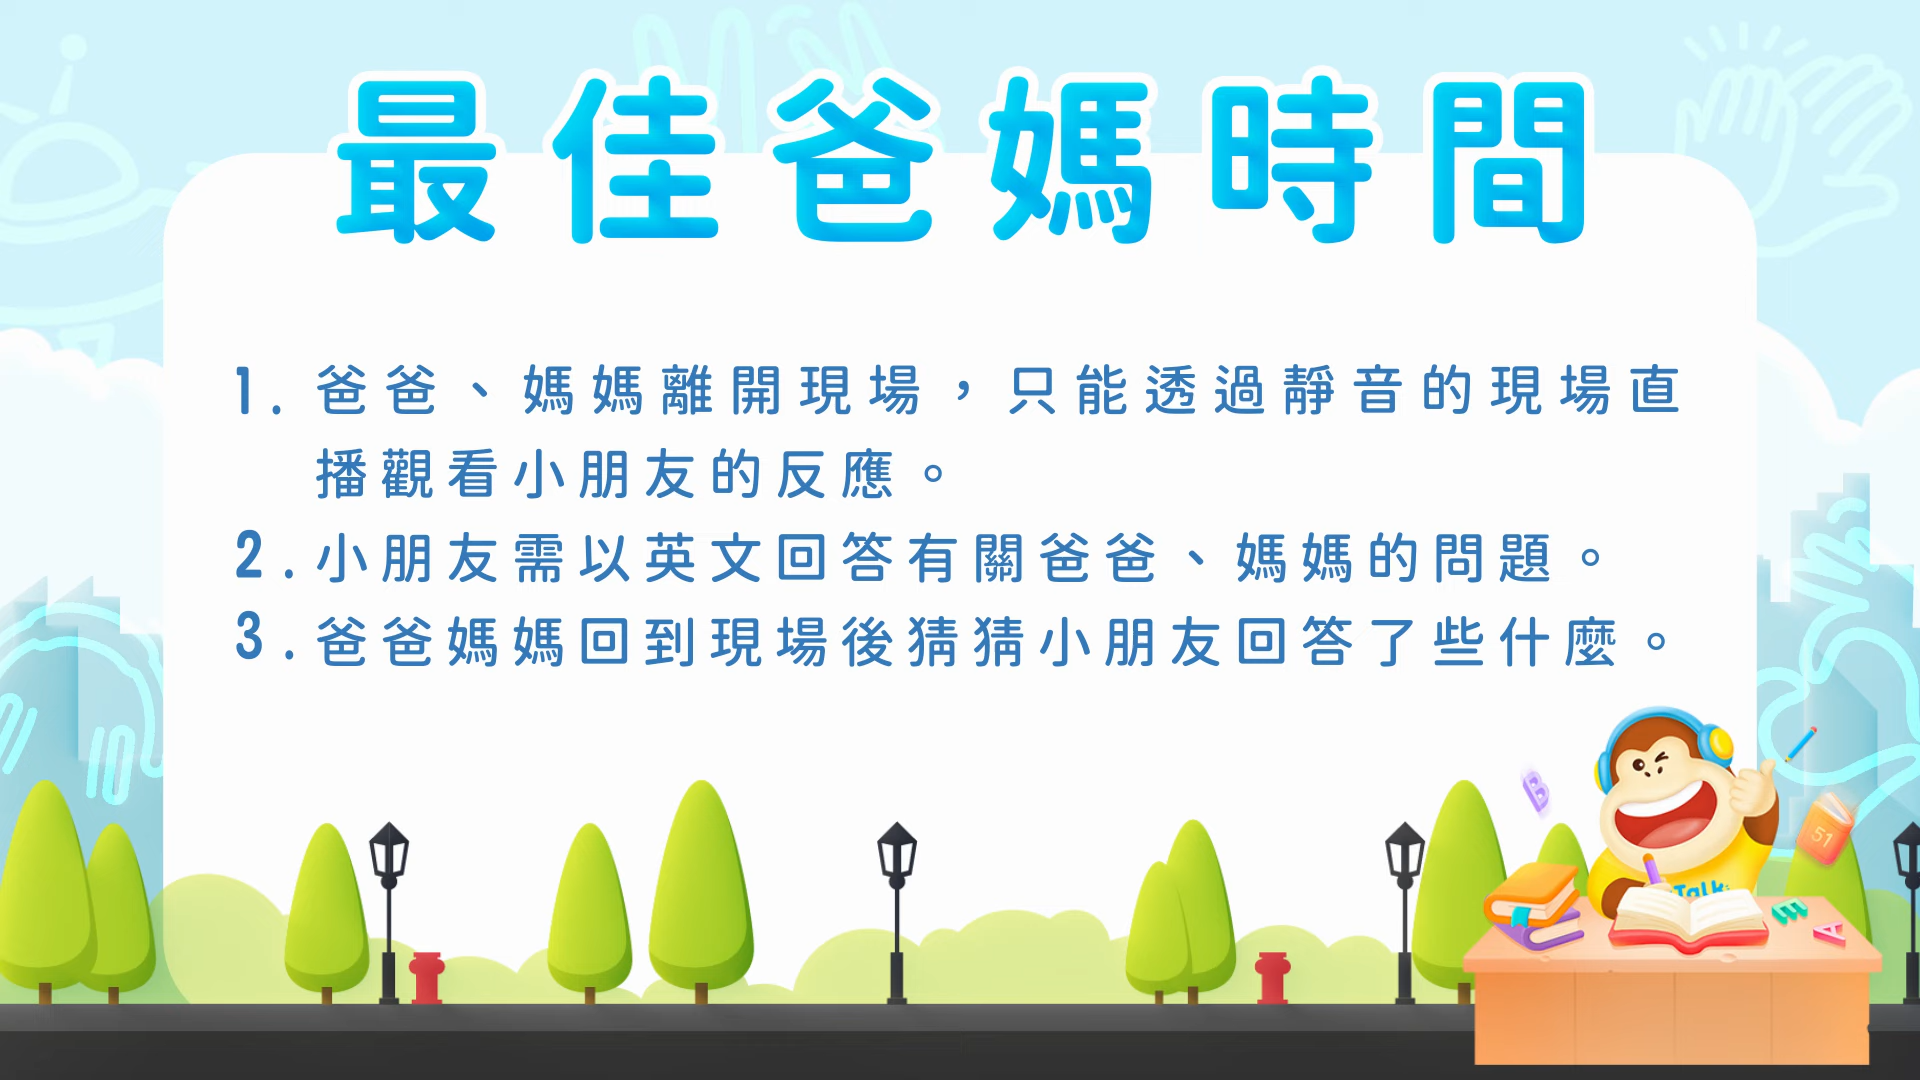 最佳爸媽時間
1. 爸爸、媽媽離開現場，只能透過靜音的現場直
播觀看小朋友的反應。
2. 小朋友需以英文回答有關爸爸、媽媽的問題。
3. 爸爸媽媽回到現場後猜猜小朋友回答了些什麼。
B
51
Talk
E
A